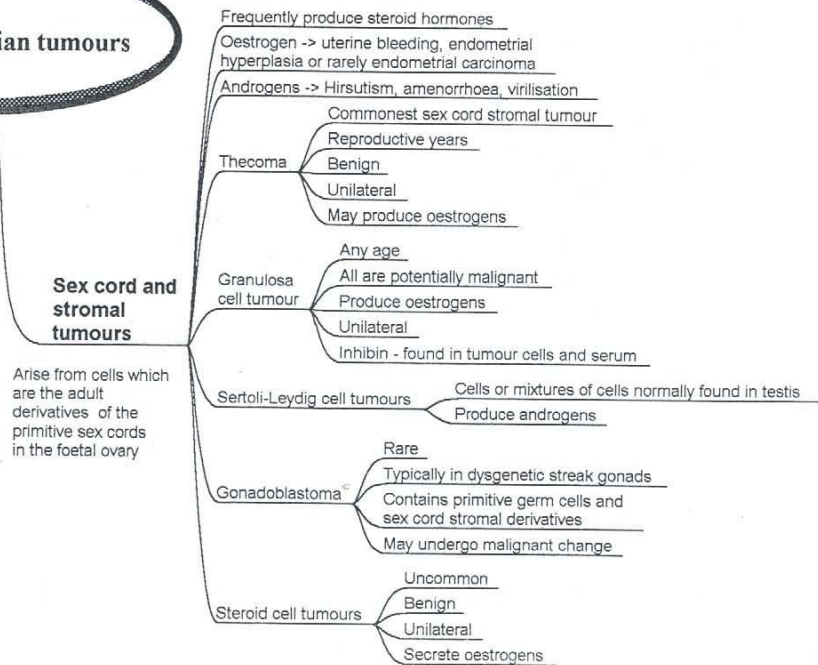 ian tumours
Frequently produce steroid hormones
Oestrogen -> uterine bleeding, endometrial
hyperplasia or rarely endometrial carcinoma
Androgens -> Hirsutism, amenorrhoea, virilisation
Thecoma
Commonest sex cord stromal tumour
Reproductive years
Benign
Unilateral
May produce oestrogens
Sex cord and
stromal
tumours
Arise from cells which
are the adult
derivatives of the
primitive sex cords
in the foetal ovary
Granulosa
cell tumour
Any age
All are potentially malignant
Produce oestrogens
Unilateral
Inhibin - found in tumour cells and serum
Sertoli-Leydig cell tumours
Cells or mixtures of cells normally found in testis
Produce androgens
Gonadoblastoma
Rare
Typically in dysgenetic streak gonads
Contains primitive germ cells and
sex cord stromal derivatives
May undergo malignant change
Steroid cell tumours
Uncommon
Benign
Unilateral
Secrete oestrogens